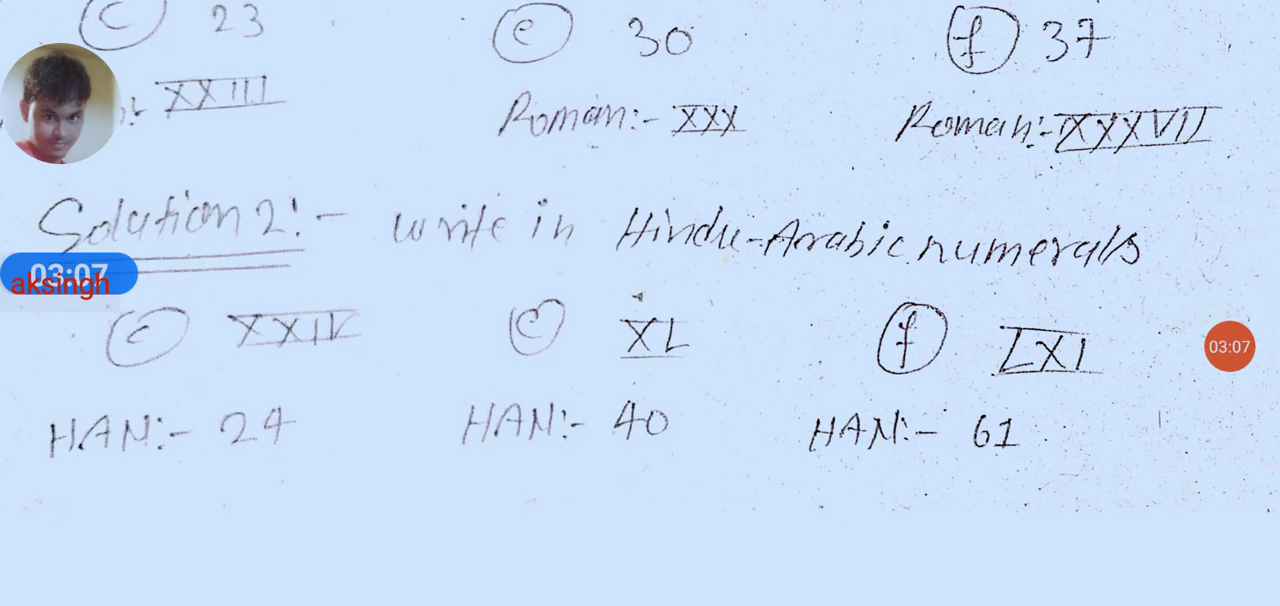 c 23 e 30 f 37
XXIII Roman:- XXX Roman:- XXXVII
Solution 2:- write in Hindu-Arabic numerals
03:07
aksingh
c XXIV e XL f LXI
03:07
HAN:- 24 HAN:- 40 HAN:- 61